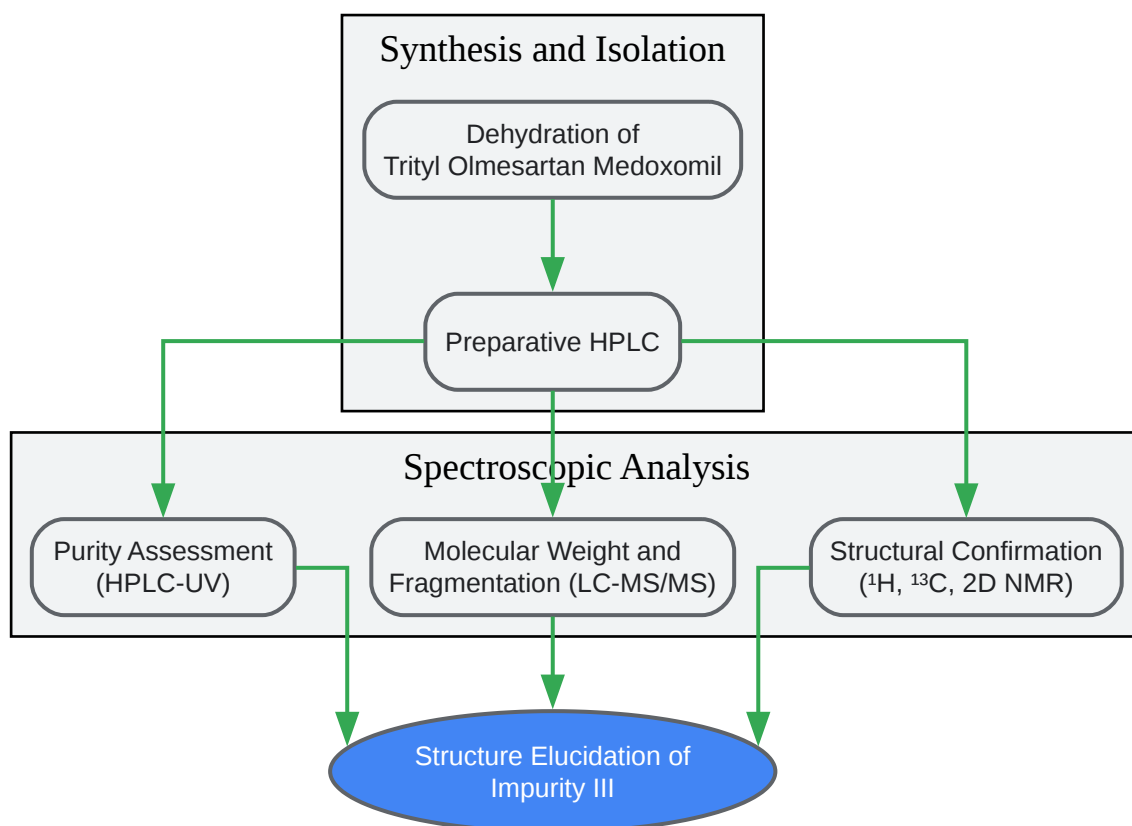 Synthesis and Isolation
Dehydration of
Trityl Olmesartan Medoxomil
Preparative HPLC
Spectroscopic Analysis
Purity Assessment
(HPLC-UV)
Molecular Weight and
Fragmentation (LC-MS/MS)
Structural Confirmation
(¹H, ¹³C, 2D NMR)
Structure Elucidation of
Impurity III